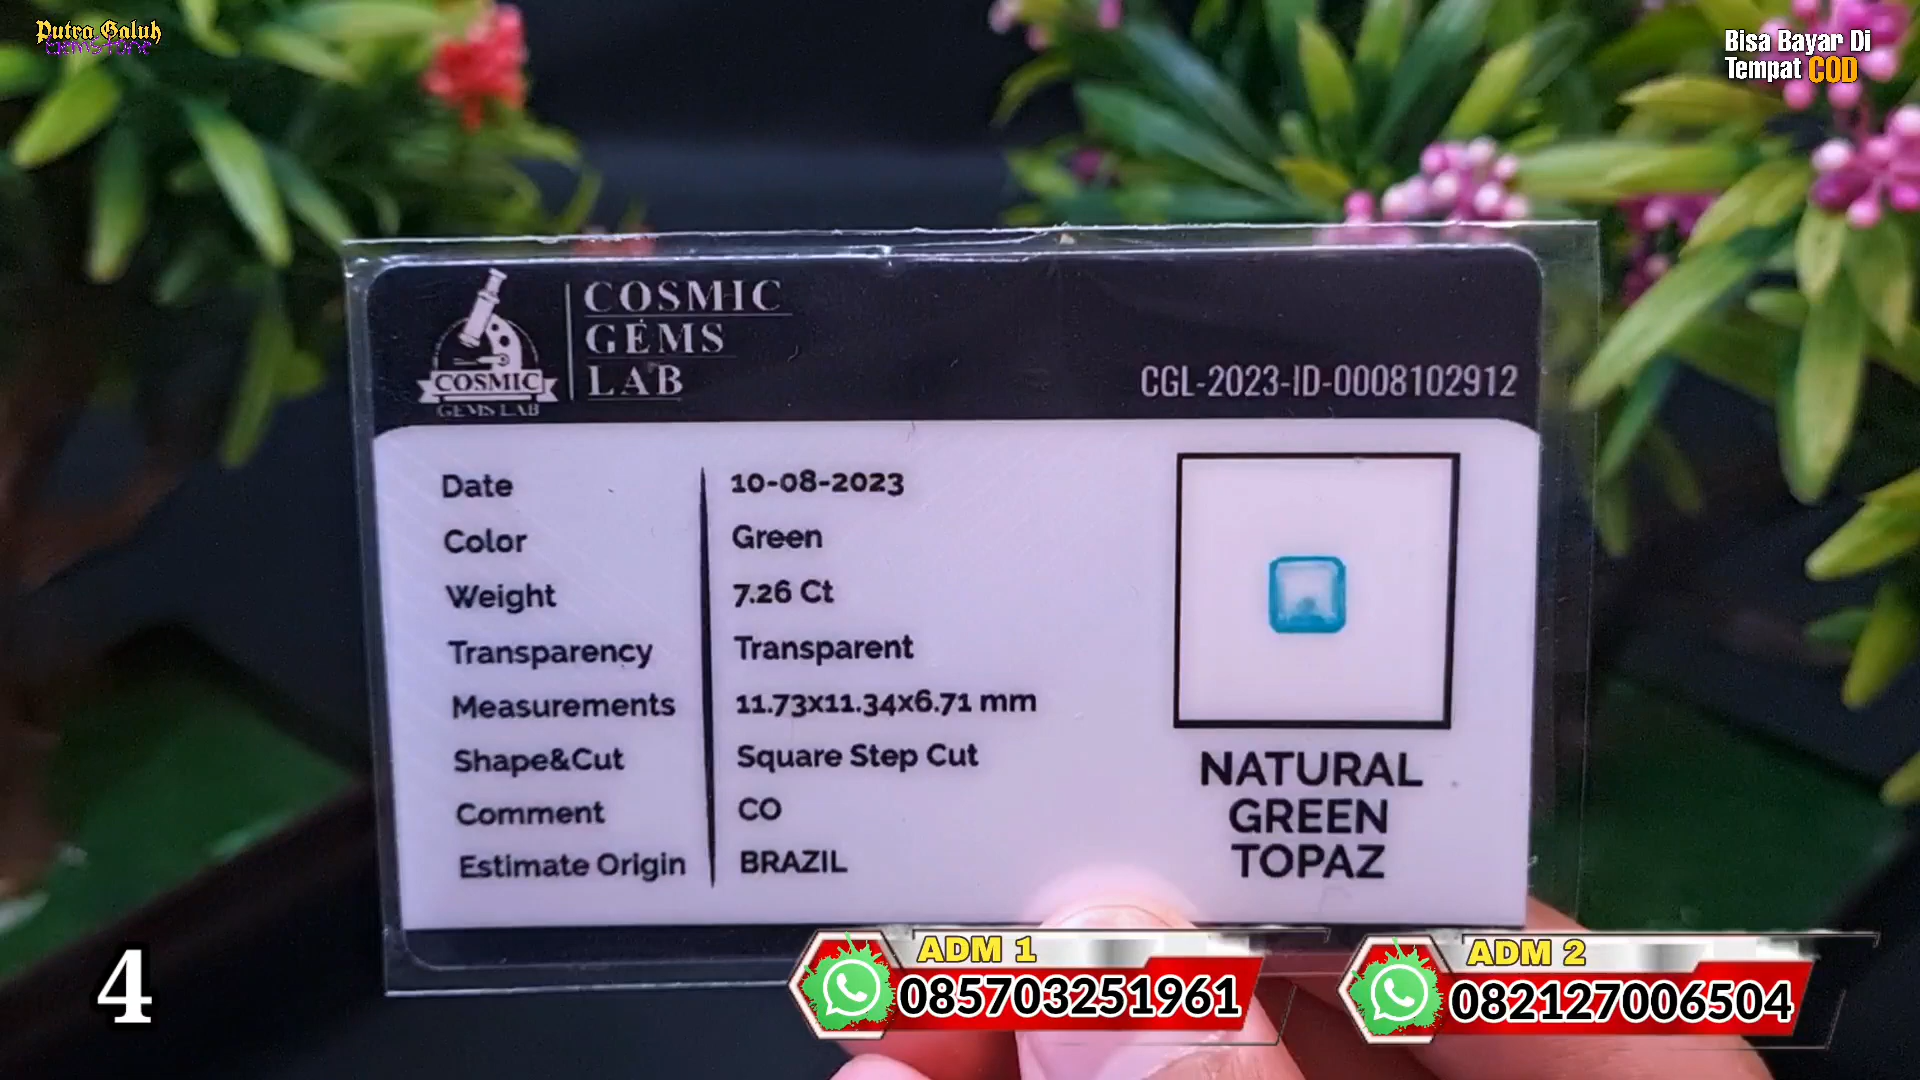 Putra Galuh
Gemstone
Bisa Bayar Di
Tempat COD
COSMIC
GEMS LAB
COSMIC
GEMS
LAB
CGL-2023-ID-0008102912
Date 10-08-2023
Color Green
Weight 7.26 Ct
Transparency Transparent
Measurements 11.73x11.34x6.71 mm
Shape&Cut Square Step Cut
Comment CO
Estimate Origin BRAZIL
NATURAL
GREEN
TOPAZ
4
ADM 1
085703251961
ADM 2
082127006504